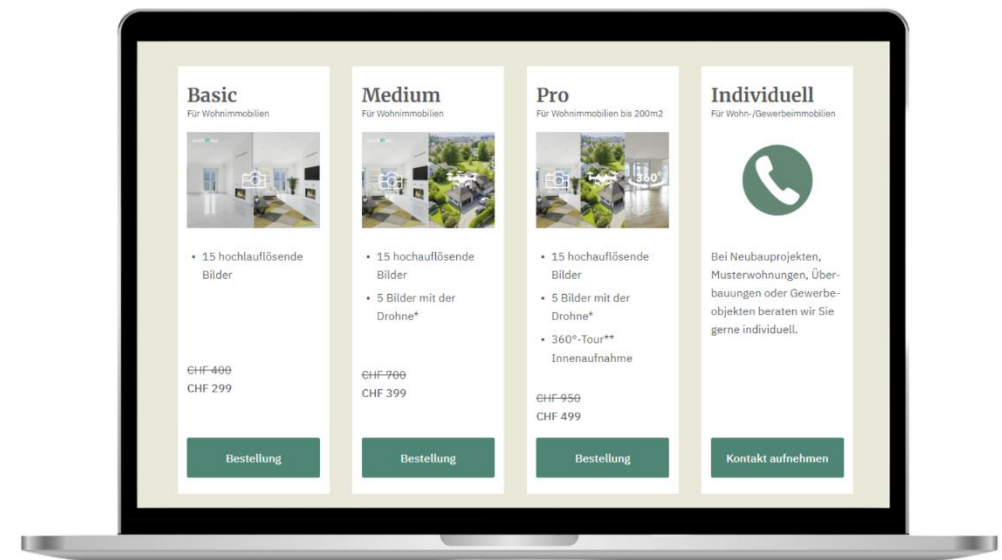 Basic
Für Wohnimmobilien
• 15 hochlauflösende
Bilder
CHF 400
CHF 299
Bestellung
Medium
Für Wohnimmobilien
• 15 hochauflösende
Bilder
• 5 Bilder mit der
Drohne*
CHF 700
CHF 399
Bestellung
Pro
Für Wohnimmobilien bis 200m2
360°
• 15 hochauflösende
Bilder
• 5 Bilder mit der
Drohne*
• 360°-Tour**
Innenaufnahme
CHF 950
CHF 499
Bestellung
Individuell
Für Wohn-/Gewerbeimmobilien
Bei Neubauprojekten,
Musterwohnungen, Über-
bauungen oder Gewerbe-
objekten beraten wir Sie
gerne individuell.
Kontakt aufnehmen